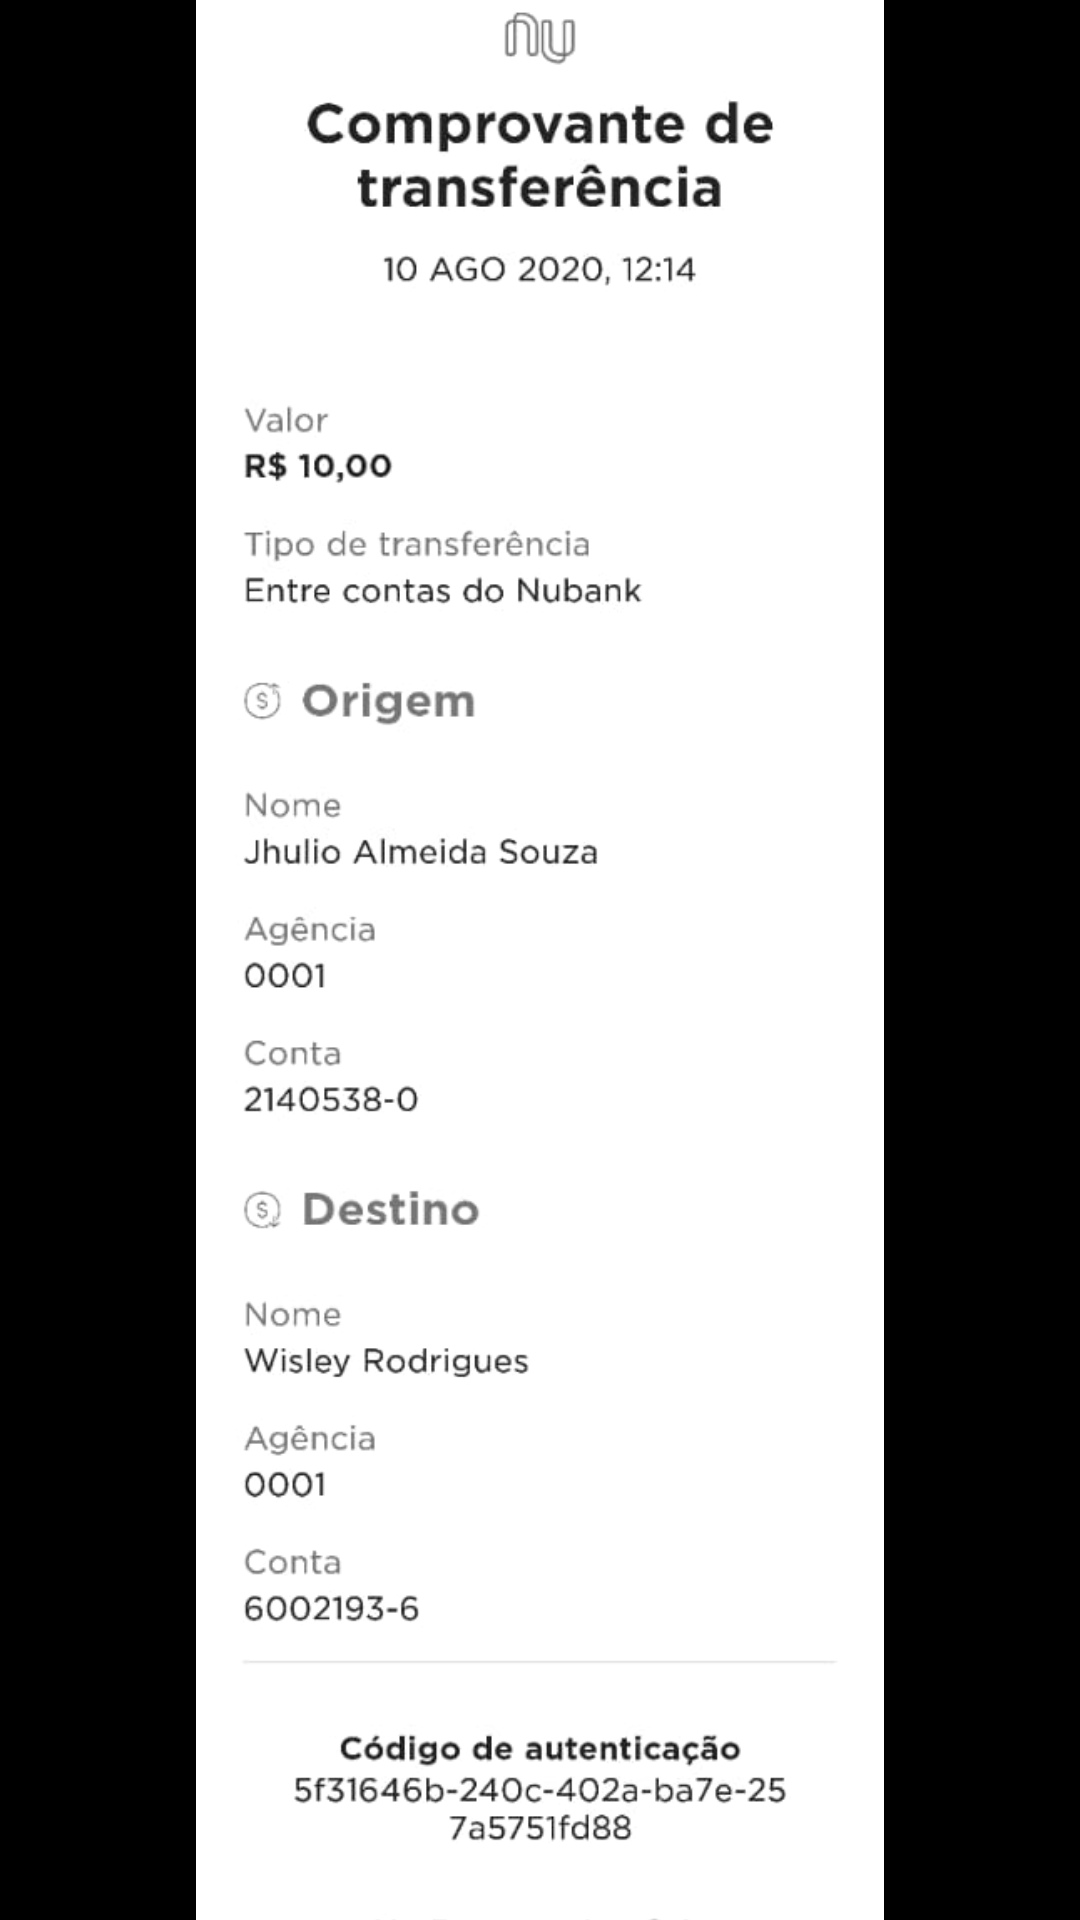 nu
Comprovante de
transferência
10 AGO 2020, 12:14
Valor
R$ 10,00
Tipo de transferência
Entre contas do Nubank
Origem
Nome
Jhulio Almeida Souza
Agência
0001
Conta
2140538-0
Destino
Nome
Wisley Rodrigues
Agência
0001
Conta
6002193-6
Código de autenticação
5f31646b-240c-402a-ba7e-25
7a5751fd88